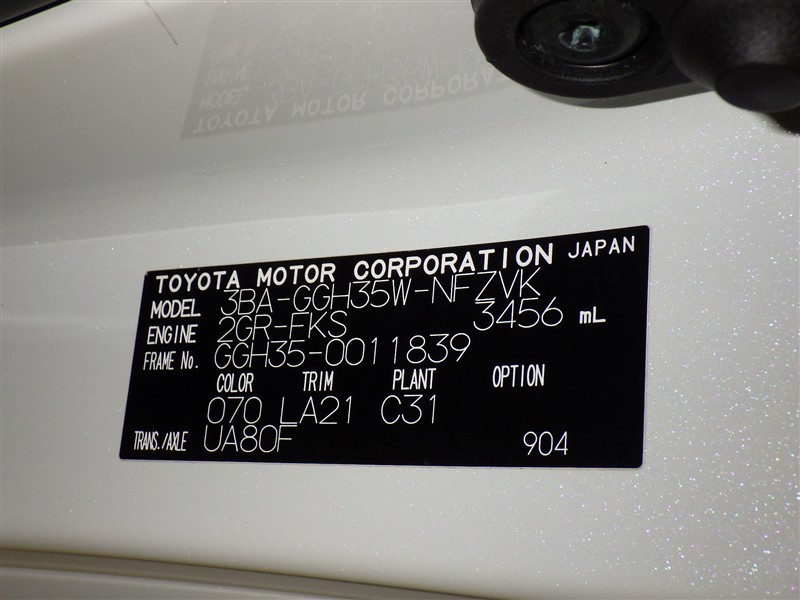 TOYOTA MOTOR CORPORATION JAPAN
MODEL 3BA-GGH35W-NFZVK
ENGINE 2GR-FKS 3456 mL
FRAME No. GGH35-0011839
COLOR TRIM PLANT OPTION
070 LA21 C31
TRANS./AXLE UA80F 904